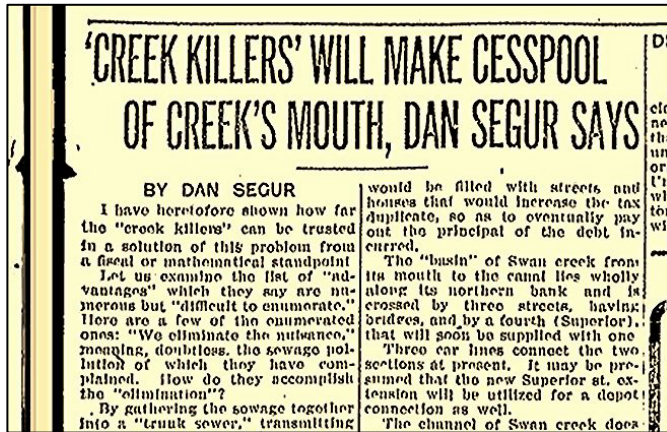 'CREEK KILLERS' WILL MAKE CESSPOOL
OF CREEK'S MOUTH, DAN SEGUR SAYS
BY DAN SEGUR
I have heretofore shown how far
the "creek killers" can be trusted
in a solution of this problem from
a fiscal or mathematical standpoint
Let us examine the list of "ad-
vantages" which they say are nu-
merous but "difficult to enumorate."
Here are a few of the enumerated
ones: "We eliminate the nuisance,"
meaning, doubtless, the sewage pol-
lution of which they have com-
plained. How do they accomplish
the "elimination"?
By gathering the sowage together
into a "trunk sewer," transmitting
would be filled with streets and
houses that would increase the tax
duplicate, so as to eventually pay
out the principal of the debt in-
curred.
The "basin" of Swan creek from
its mouth to the canal lies wholly
along its northern bank and is
crossed by three streets, having
bridges, and by a fourth (Superior),
that will soon be supplied with one
Three car lines connect the two
sections at present. It may be pre-
sumed that the new Superior st. ex-
tension will be utilized for a depot
connection as well.
The channel of Swan creek does